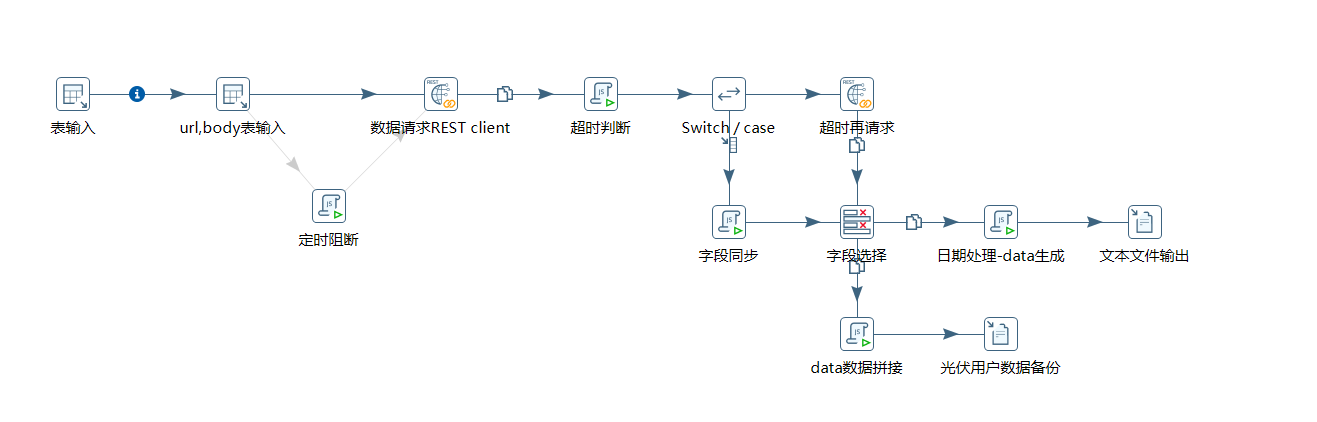 表输入
url,body表输入
数据请求REST client
超时判断
Switch / case
超时再请求
定时阻断
字段同步
字段选择
日期处理-data生成
文本文件输出
data数据拼接
光伏用户数据备份